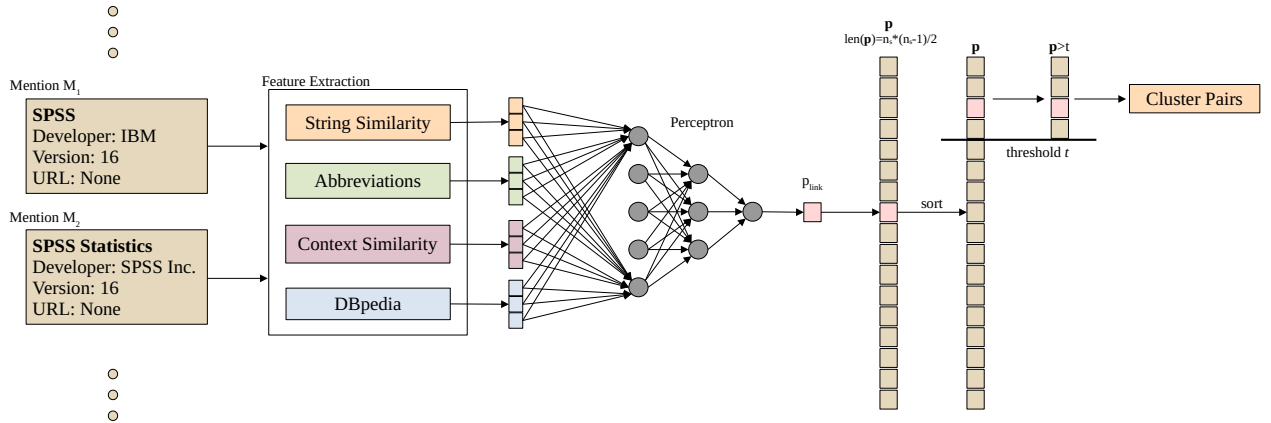 Mention M1
SPSS
Developer: IBM
Version: 16
URL: None
Mention M2
SPSS Statistics
Developer: SPSS Inc.
Version: 16
URL: None
Feature Extraction
String Similarity
Abbreviations
Context Similarity
DBpedia
Perceptron
plink
p
len(p)=ns*(ns-1)/2
sort
p
p>t
threshold t
Cluster Pairs